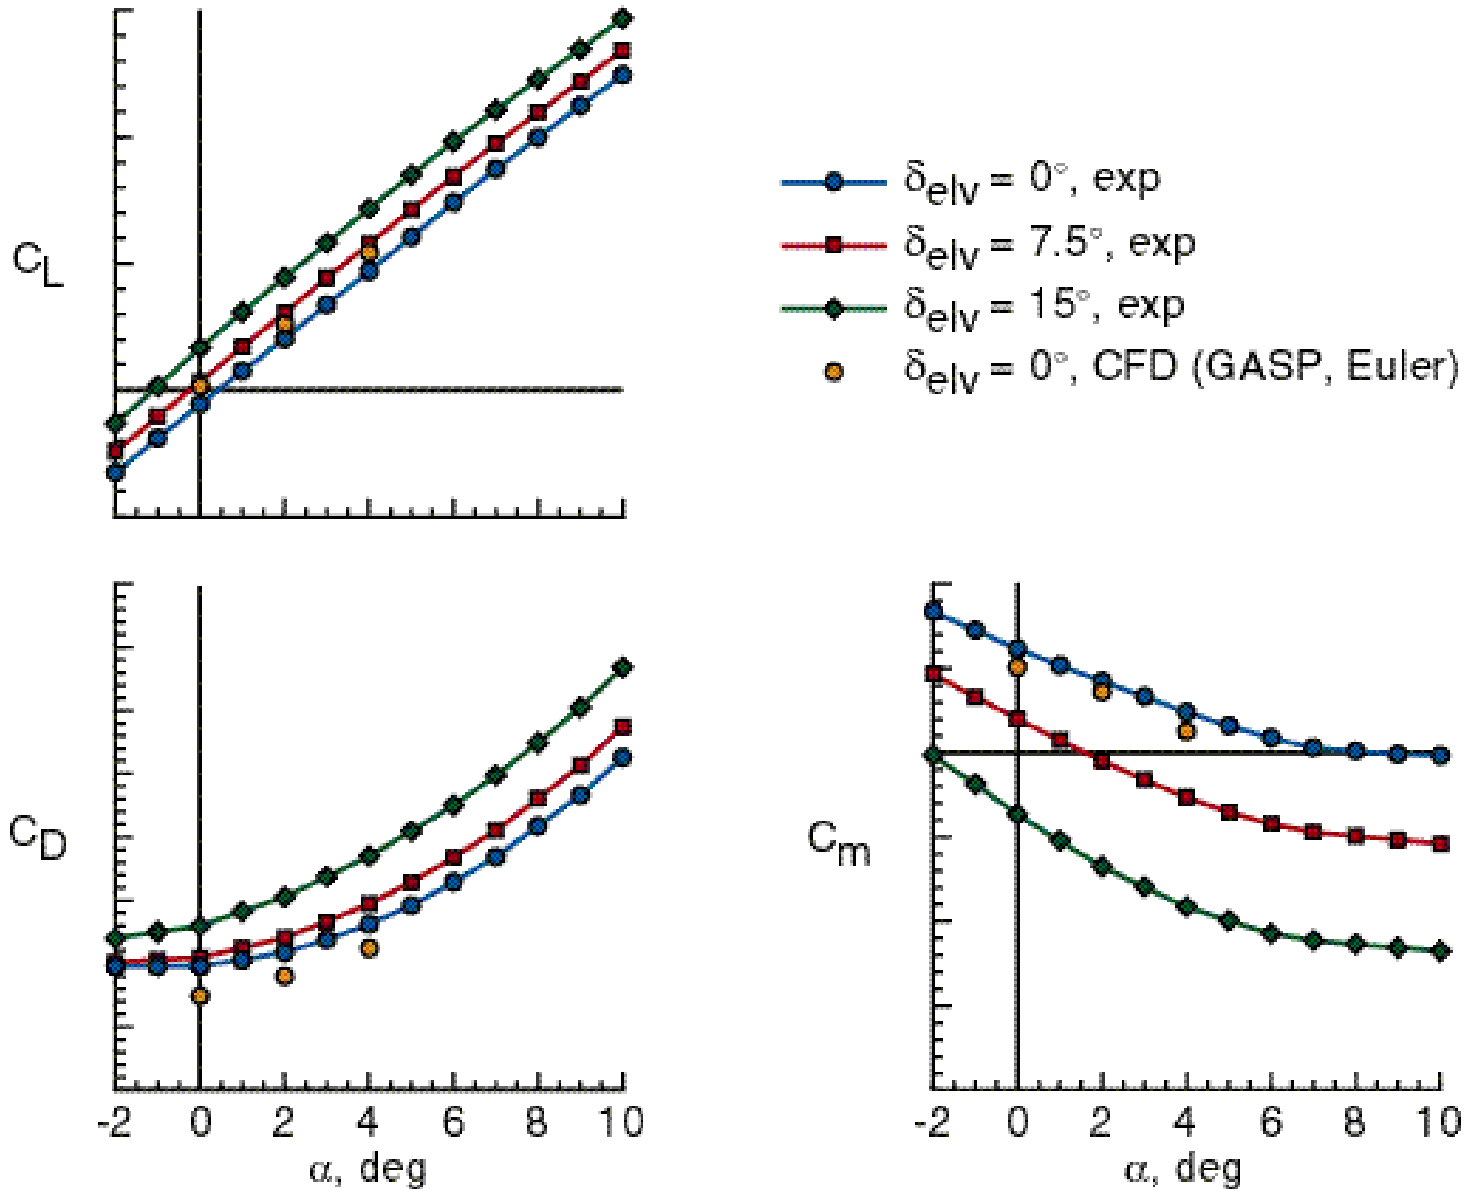 C_L
δ_elv = 0°, exp
δ_elv = 7.5°, exp
δ_elv = 15°, exp
δ_elv = 0°, CFD (GASP, Euler)
C_D
-2 0 2 4 6 8 10
α, deg
C_m
-2 0 2 4 6 8 10
α, deg